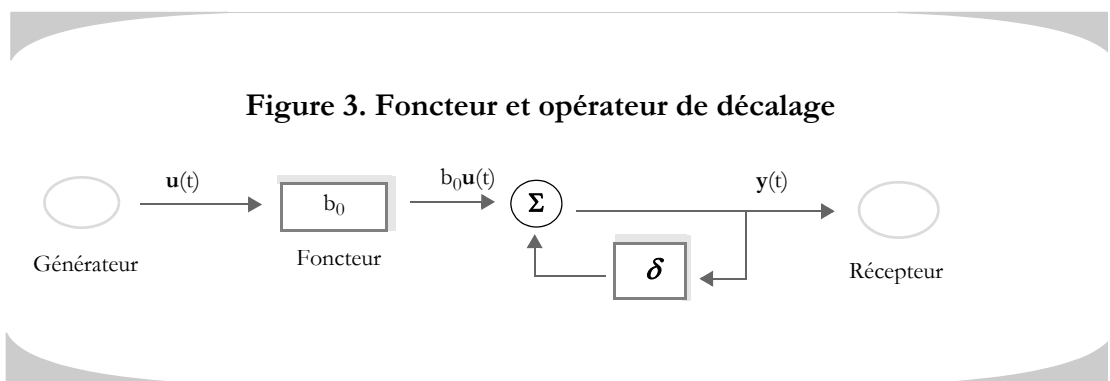 Figure 3. Foncteur et opérateur de décalage
u(t)
b₀u(t)
y(t)
b₀
Σ
Générateur
Foncteur
δ
Récepteur